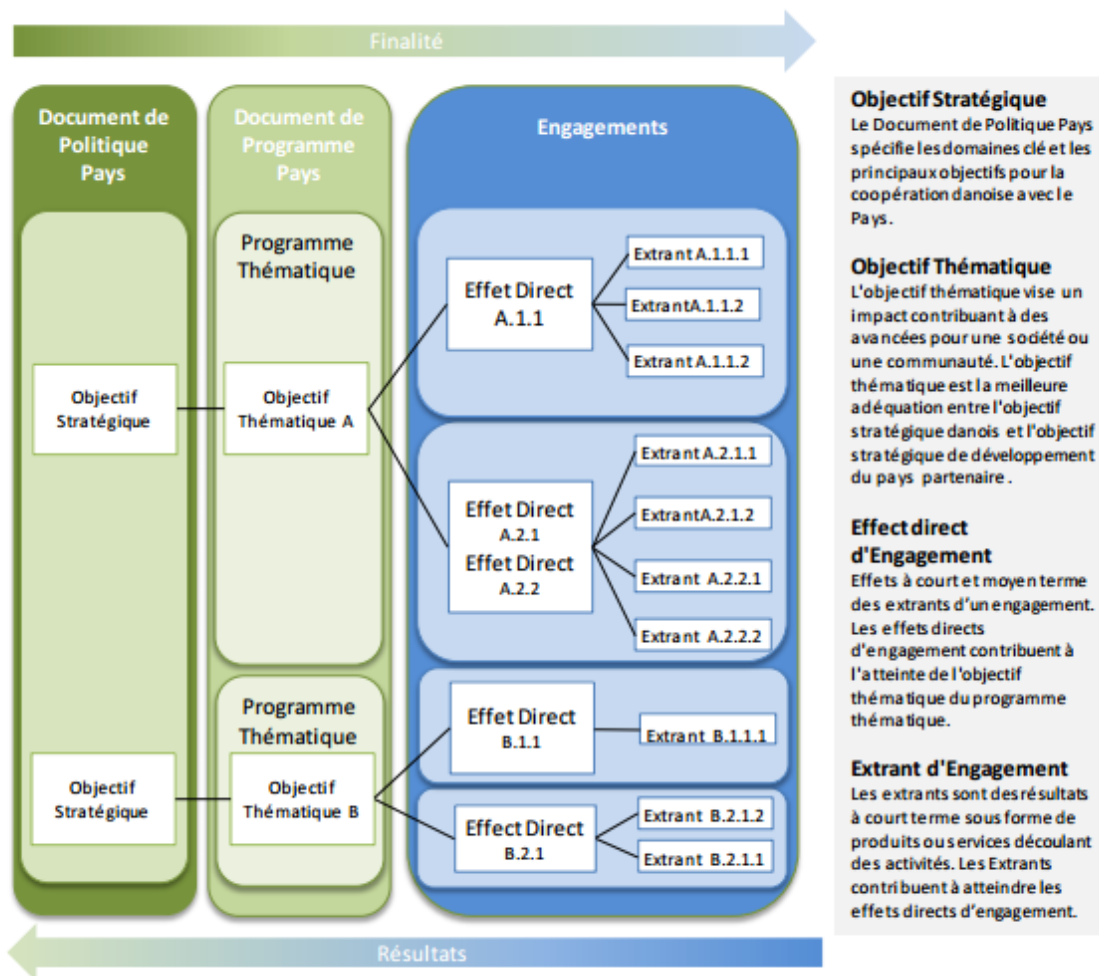 Finalité
Document de
Politique
Pays
Document de
Programme
Pays
Engagements
Programme
Thématique
Objectif
Stratégique
Objectif
Thématique A
Effet Direct
A.1.1
Extrant A.1.1.1
ExtrantA.1.1.2
Extrant A.1.1.2
Effet Direct
A.2.1
Effet Direct
A.2.2
Extrant A.2.1.1
ExtrantA.2.1.2
Extrant A.2.2.1
Extrant A.2.2.2
Programme
Thématique
Objectif
Stratégique
Objectif
Thématique B
Effet Direct
B.1.1
Extrant B.1.1.1
Effect Direct
B.2.1
Extrant B.2.1.2
Extrant B.2.1.1
Résultats
Objectif Stratégique
Le Document de Politique Pays
spécifie les domaines clé et les
principaux objectifs pour la
coopération danoise avec le
Pays.
Objectif Thématique
L'objectif thématique vise un
impact contribuant à des
avancées pour une société ou
une communauté. L'objectif
thématique est la meilleure
adéquation entre l'objectif
stratégique danois et l'objectif
stratégique de développement
du pays partenaire .
Effect direct
d'Engagement
Effets à court et moyen terme
des extrants d’un engagement.
Les effets directs
d'engagement contribuent à
l'atteinte de l'objectif
thématique du programme
thématique.
Extrant d'Engagement
Les extrants sont des résultats
à court terme sous forme de
produits ou services découlant
des activités. Les Extrants
contribuent à atteindre les
effets directs d’engagement.